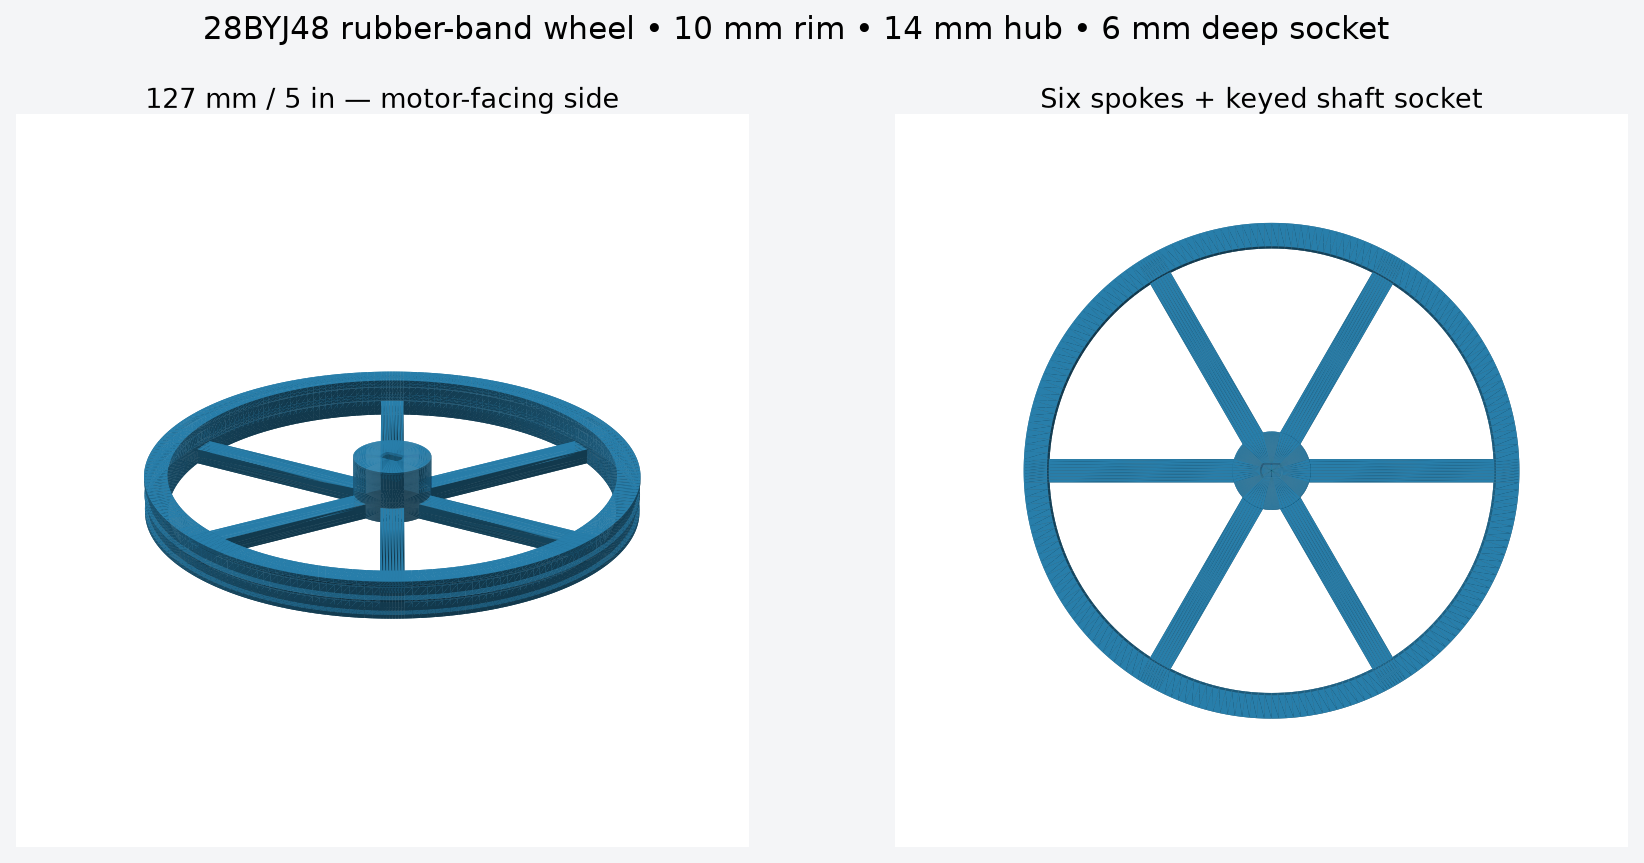 28BYJ48 rubber-band wheel • 10 mm rim • 14 mm hub • 6 mm deep socket
127 mm / 5 in — motor-facing side
Six spokes + keyed shaft socket